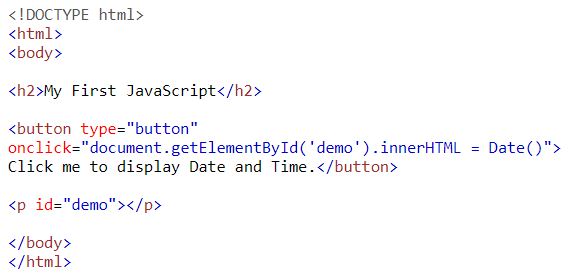 <!DOCTYPE html>
<html>
<body>
<h2>My First JavaScript</h2>
<button type="button"
onclick="document.getElementById('demo').innerHTML = Date()">
Click me to display Date and Time.</button>
<p id="demo"></p>
</body>
</html>